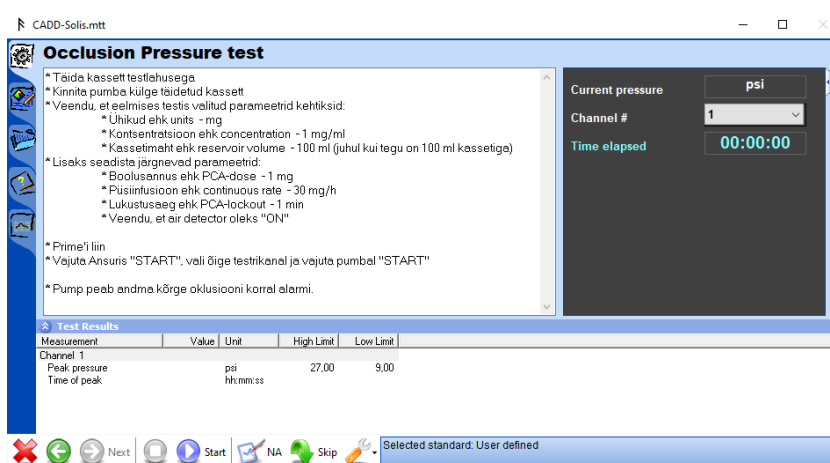 CADD-Solis.mtt
Occlusion Pressure test
* Täida kassett testlahusega
* Kinnita pumba külge täidetud kassett
* Veendu, et eelmises testis valitud parameetrid kehtiksid:
* Ühikud ehk units - mg
* Kontsentratsioon ehk concentration - 1 mg/ml
* Kassetimaht ehk reservoir volume - 100 ml (juhul kui tegu on 100 ml kassetiga)
* Lisaks seadista järgnevad parameetrid:
* Boolusannus ehk PCA-dose - 1 mg
* Püsiinfusioon ehk continuous rate - 30 mg/h
* Lukustusaeg ehk PCA-lockout - 1 min
* Veendu, et air detector oleks "ON"
* Prime'i liin
* Vajuta Ansuris "START", vali õige testrikanal ja vajuta pumbal "START"
* Pump peab andma kõrge oklusiooni korral alarmi.
Current pressure psi
Channel # 1
Time elapsed 00:00:00
Test Results
Measurement Value Unit High Limit Low Limit
Channel 1
Peak pressure psi 27,00 9,00
Time of peak hh:mm:ss
Next Start NA Skip Selected standard: User defined